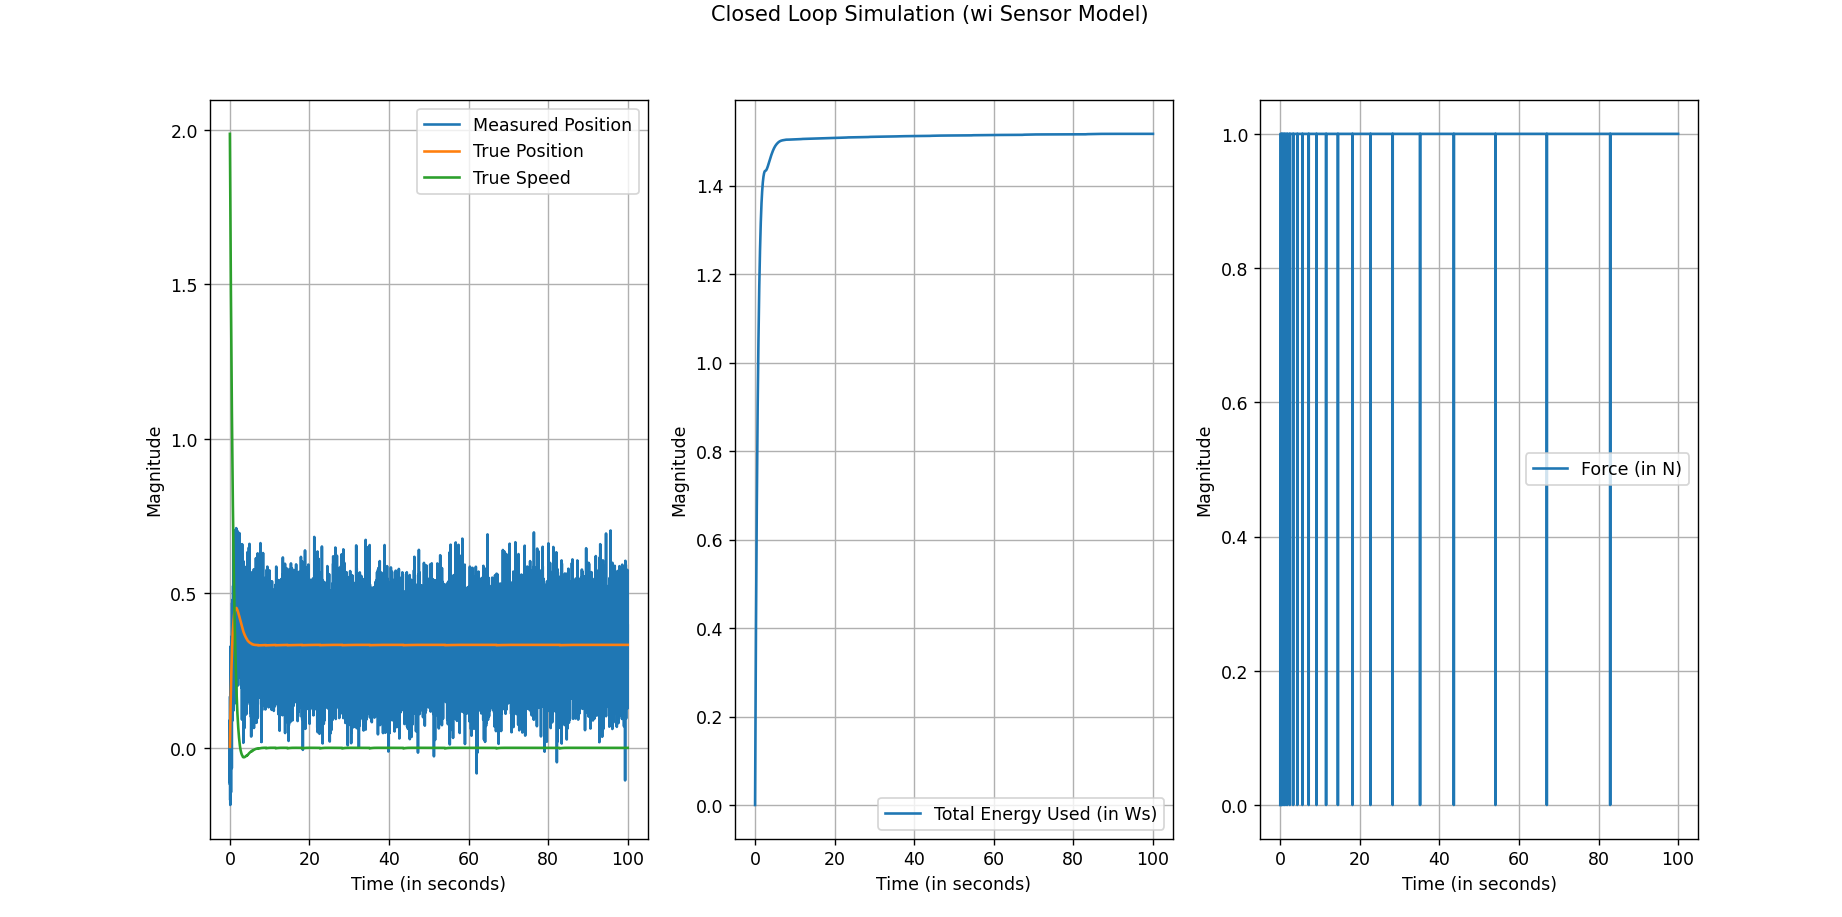 Closed Loop Simulation (wi Sensor Model)
Magnitude
2.0
1.5
1.0
0.5
0.0
Measured Position
True Position
True Speed
0 20 40 60 80 100
Time (in seconds)
Magnitude
1.4
1.2
1.0
0.8
0.6
0.4
0.2
0.0
Total Energy Used (in Ws)
0 20 40 60 80 100
Time (in seconds)
Magnitude
1.0
0.8
0.6
0.4
0.2
0.0
Force (in N)
0 20 40 60 80 100
Time (in seconds)